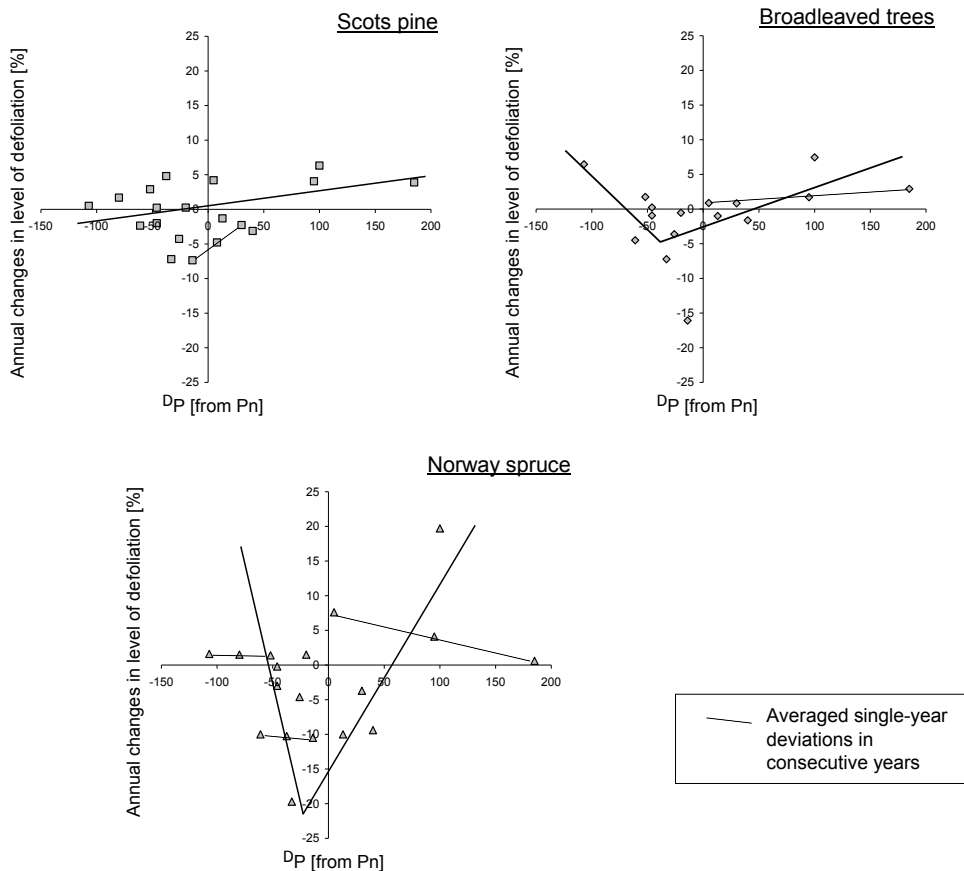 Scots pine
Annual changes in level of defoliation [%]
25
20
15
10
5
0
-5
-10
-15
-20
-25
-150 -100 -50 0 50 100 150 200
DP [from Pn]
Broadleaved trees
Annual changes in level of defoliation [%]
25
20
15
10
5
0
-5
-10
-15
-20
-25
-150 -100 -50 0 50 100 150 200
DP [from Pn]
Norway spruce
Annual changes in level of defoliation [%]
25
20
15
10
5
0
-5
-10
-15
-20
-25
-150 -100 -50 0 50 100 150 200
DP [from Pn]
Averaged single-year
deviations in
consecutive years